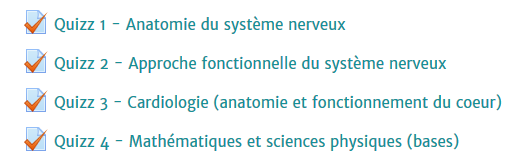 Quizz 1 - Anatomie du système nerveux
Quizz 2 - Approche fonctionnelle du système nerveux
Quizz 3 - Cardiologie (anatomie et fonctionnement du coeur)
Quizz 4 - Mathématiques et sciences physiques (bases)